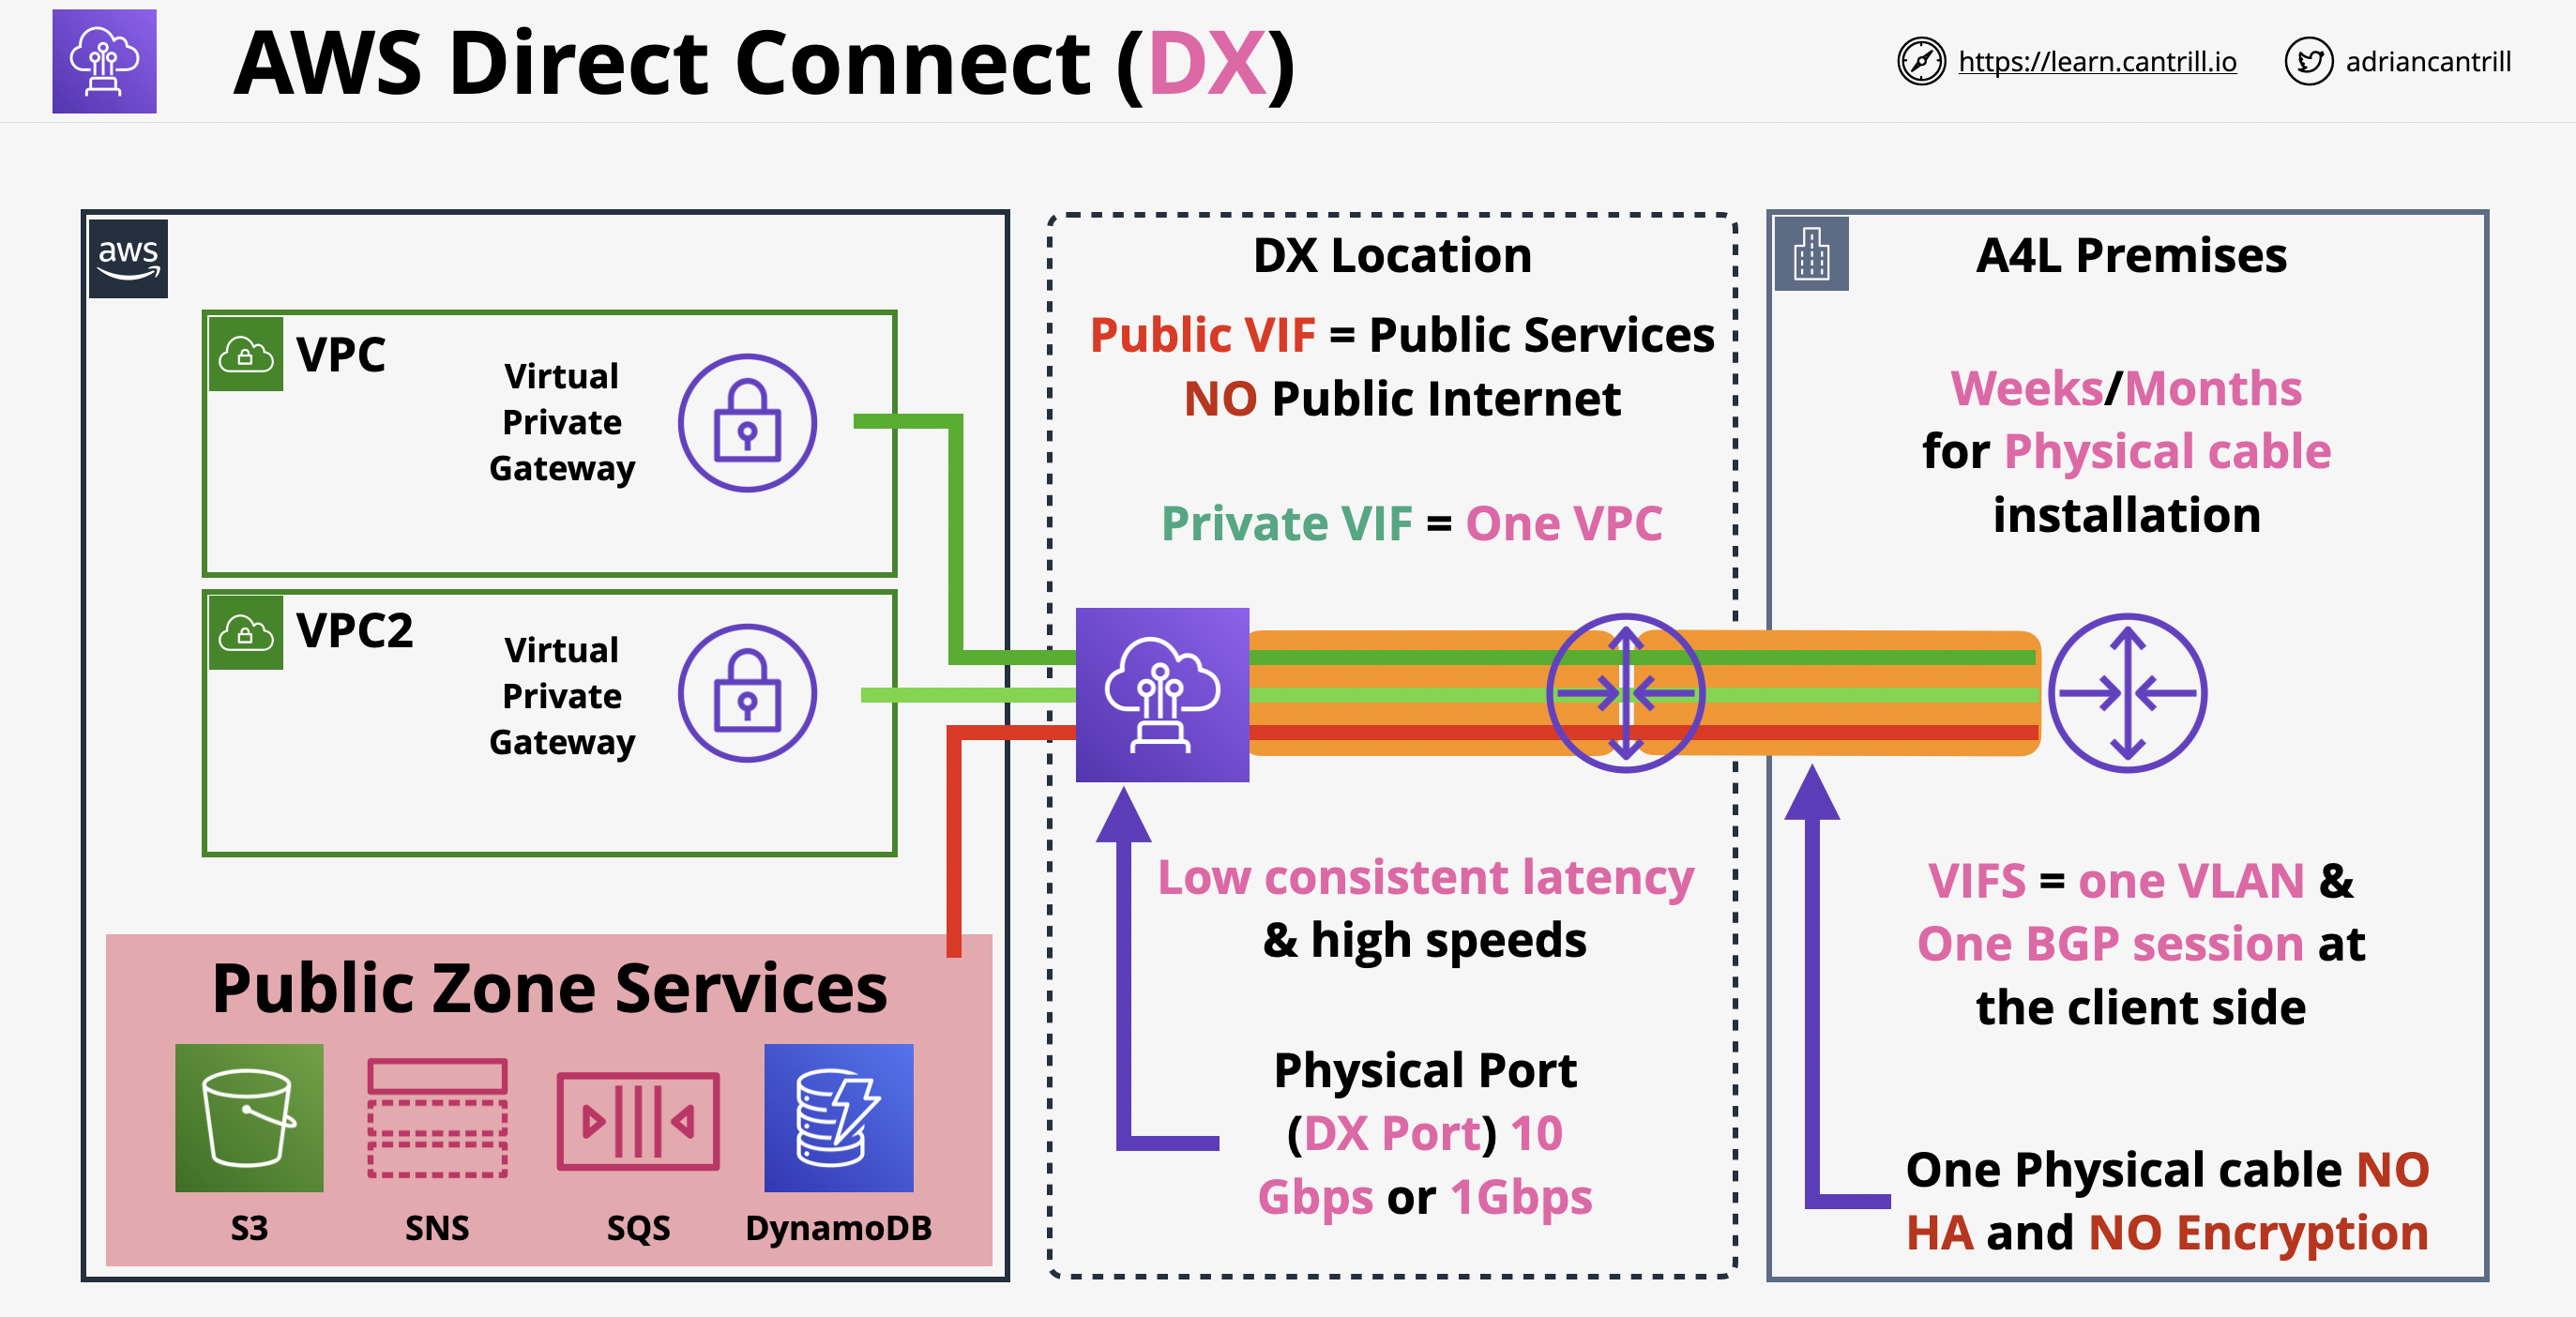 AWS Direct Connect (DX)
https://learn.cantrill.io
adriancantrill
aws
VPC
Virtual
Private
Gateway
VPC2
Virtual
Private
Gateway
Public Zone Services
S3
SNS
SQS
DynamoDB
DX Location
Public VIF = Public Services
NO Public Internet
Private VIF = One VPC
Low consistent latency
& high speeds
Physical Port
(DX Port) 10
Gbps or 1Gbps
A4L Premises
Weeks/Months
for Physical cable
installation
VIFS = one VLAN &
One BGP session at
the client side
One Physical cable NO
HA and NO Encryption